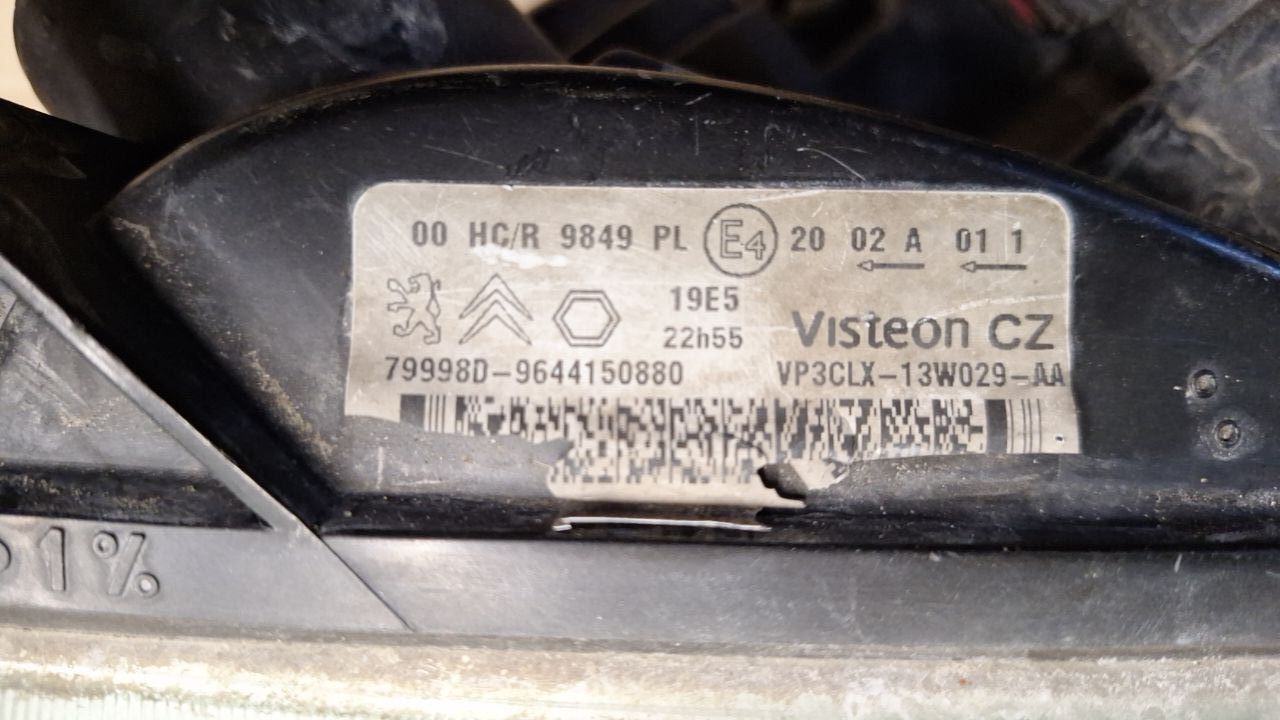 00 HC/R 9849 PL E4 20 02 A 01 1
19E5
22h55
Visteon CZ
79998D-9644150880 VP3CLX-13W029-AA
1%